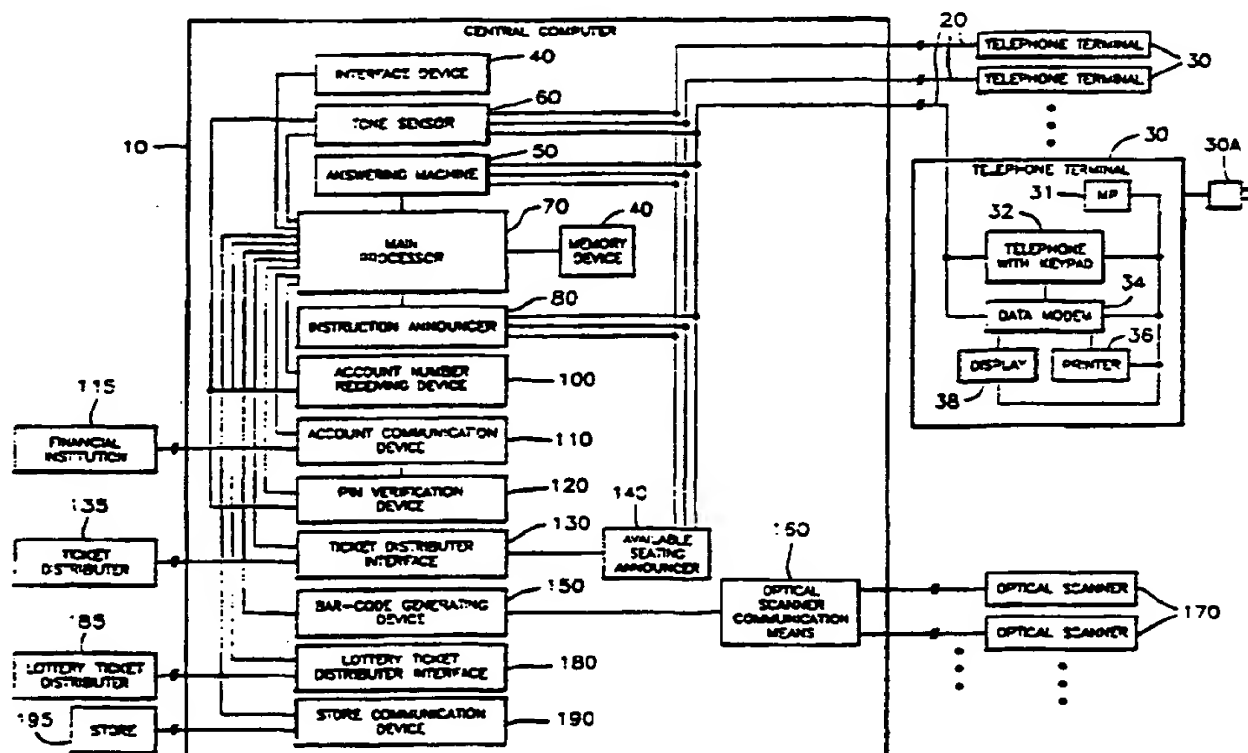 CENTRAL COMPUTER
10
INTERFACE DEVICE
40
TONE SENSOR
60
ANSWERING MACHINE
50
MAIN
PROCESSOR
70
MEMORY
DEVICE
40
INSTRUCTION ANNOUNCER
80
ACCOUNT NUMBER
RECEIVING DEVICE
100
ACCOUNT COMMUNICATION
DEVICE
110
PIN VERIFICATION
DEVICE
120
TICKET DISTRIBUTER
INTERFACE
130
AVAILABLE
SEATING
ANNOUNCER
140
BAR-CODE GENERATING
DEVICE
150
OPTICAL
SCANNER
COMMUNICATION
MEANS
160
LOTTERY TICKET
DISTRIBUTER INTERFACE
180
STORE COMMUNICATION
DEVICE
190
115
FINANCIAL
INSTITUTION
135
TICKET
DISTRIBUTER
185
LOTTERY TICKET
DISTRIBUTER
195
STORE
20
TELEPHONE TERMINAL
TELEPHONE TERMINAL
30
30
30A
TELEPHONE TERMINAL
31
MP
32
TELEPHONE
WITH KEYPAD
34
DATA MODEM
36
DISPLAY
PRINTER
38
OPTICAL SCANNER
OPTICAL SCANNER
170